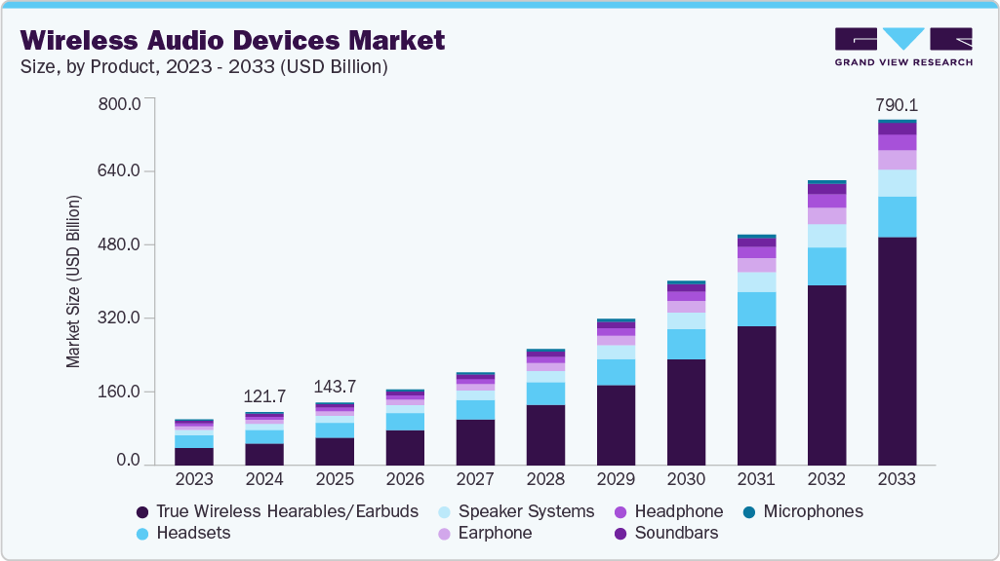 Wireless Audio Devices Market
Size, by Product, 2023 - 2033 (USD Billion)
GRAND VIEW RESEARCH
Market Size (USD Billion)
800.0
640.0
480.0
320.0
160.0
0.0
121.7
143.7
790.1
2023 2024 2025 2026 2027 2028 2029 2030 2031 2032 2033
True Wireless Hearables/Earbuds Speaker Systems Headphone Microphones
Headsets Earphone Soundbars